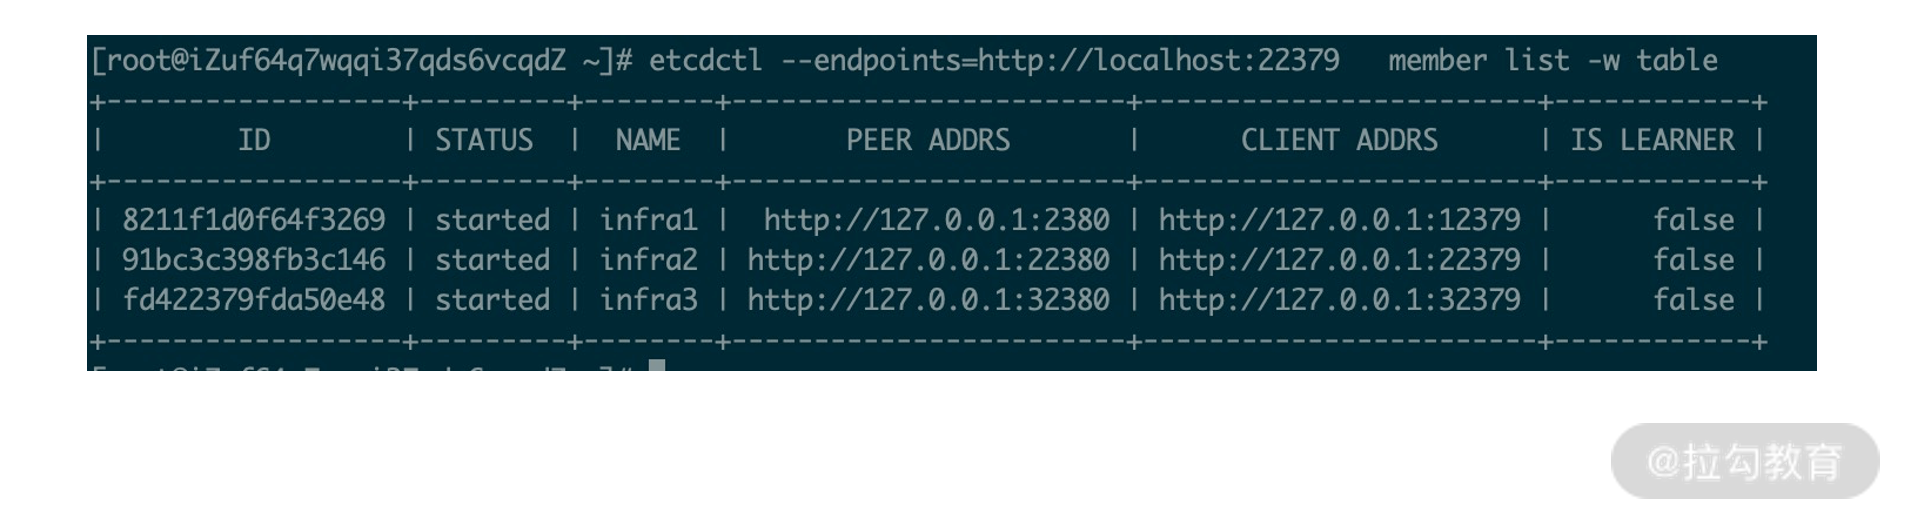 [root@iZuf64q7wqqi37qds6vcqdZ ~]# etcdctl --endpoints=http://localhost:22379   member list -w table
+------------------+---------+--------+------------------------+------------------------+------------+
|        ID        | STATUS  |  NAME  |       PEER ADDRS       |      CLIENT ADDRS      | IS LEARNER |
+------------------+---------+--------+------------------------+------------------------+------------+
| 8211f1d0f64f3269 | started | infra1 |  http://127.0.0.1:2380 | http://127.0.0.1:12379 |      false |
| 91bc3c398fb3c146 | started | infra2 | http://127.0.0.1:22380 | http://127.0.0.1:22379 |      false |
| fd422379fda50e48 | started | infra3 | http://127.0.0.1:32380 | http://127.0.0.1:32379 |      false |
+------------------+---------+--------+------------------------+------------------------+------------+
@拉勾教育